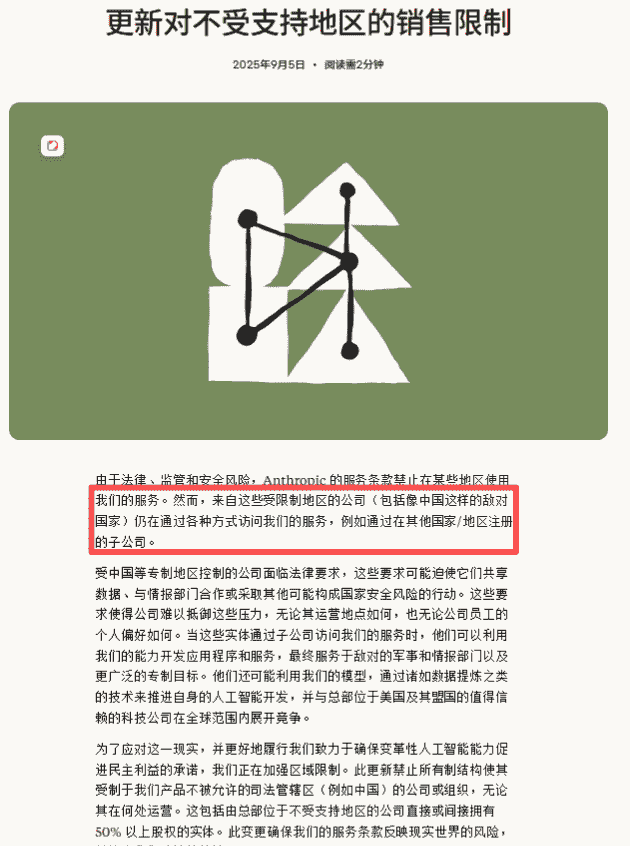 更新对不受支持地区的销售限制
2025年9月5日 • 阅读需2分钟
由于法律、监管和安全风险，Anthropic 的服务条款禁止在某些地区使用
我们的服务。然而，来自这些受限制地区的公司（包括像中国这样的敌对
国家）仍在通过各种方式访问我们的服务，例如通过在其他国家/地区注册
的子公司。
受中国等专制地区控制的公司面临法律要求，这些要求可能迫使它们共享
数据、与情报部门合作或采取其他可能构成国家安全风险的行动。这些要
求使得公司难以抵御这些压力，无论其运营地点如何，也无论公司员工的
个人偏好如何。当这些实体通过子公司访问我们的服务时，他们可以利用
我们的能力开发应用程序和服务，最终服务于敌对的军事和情报部门以及
更广泛的专制目标。他们还可能利用我们的模型，通过诸如数据提炼之类
的技术来推进自身的人工智能开发，并与总部位于美国及其盟国的值得信
赖的科技公司在全球范围内展开竞争。
为了应对这一现实，并更好地履行我们致力于确保变革性人工智能能力促
进民主利益的承诺，我们正在加强区域限制。此更新禁止所有制结构使其
受制于我们产品不被允许的司法管辖区（例如中国）的公司或组织，无论
其在何处运营。这包括由总部位于不受支持地区的公司直接或间接拥有
50% 以上股权的实体。此变更确保我们的服务条款反映现实世界的风险，